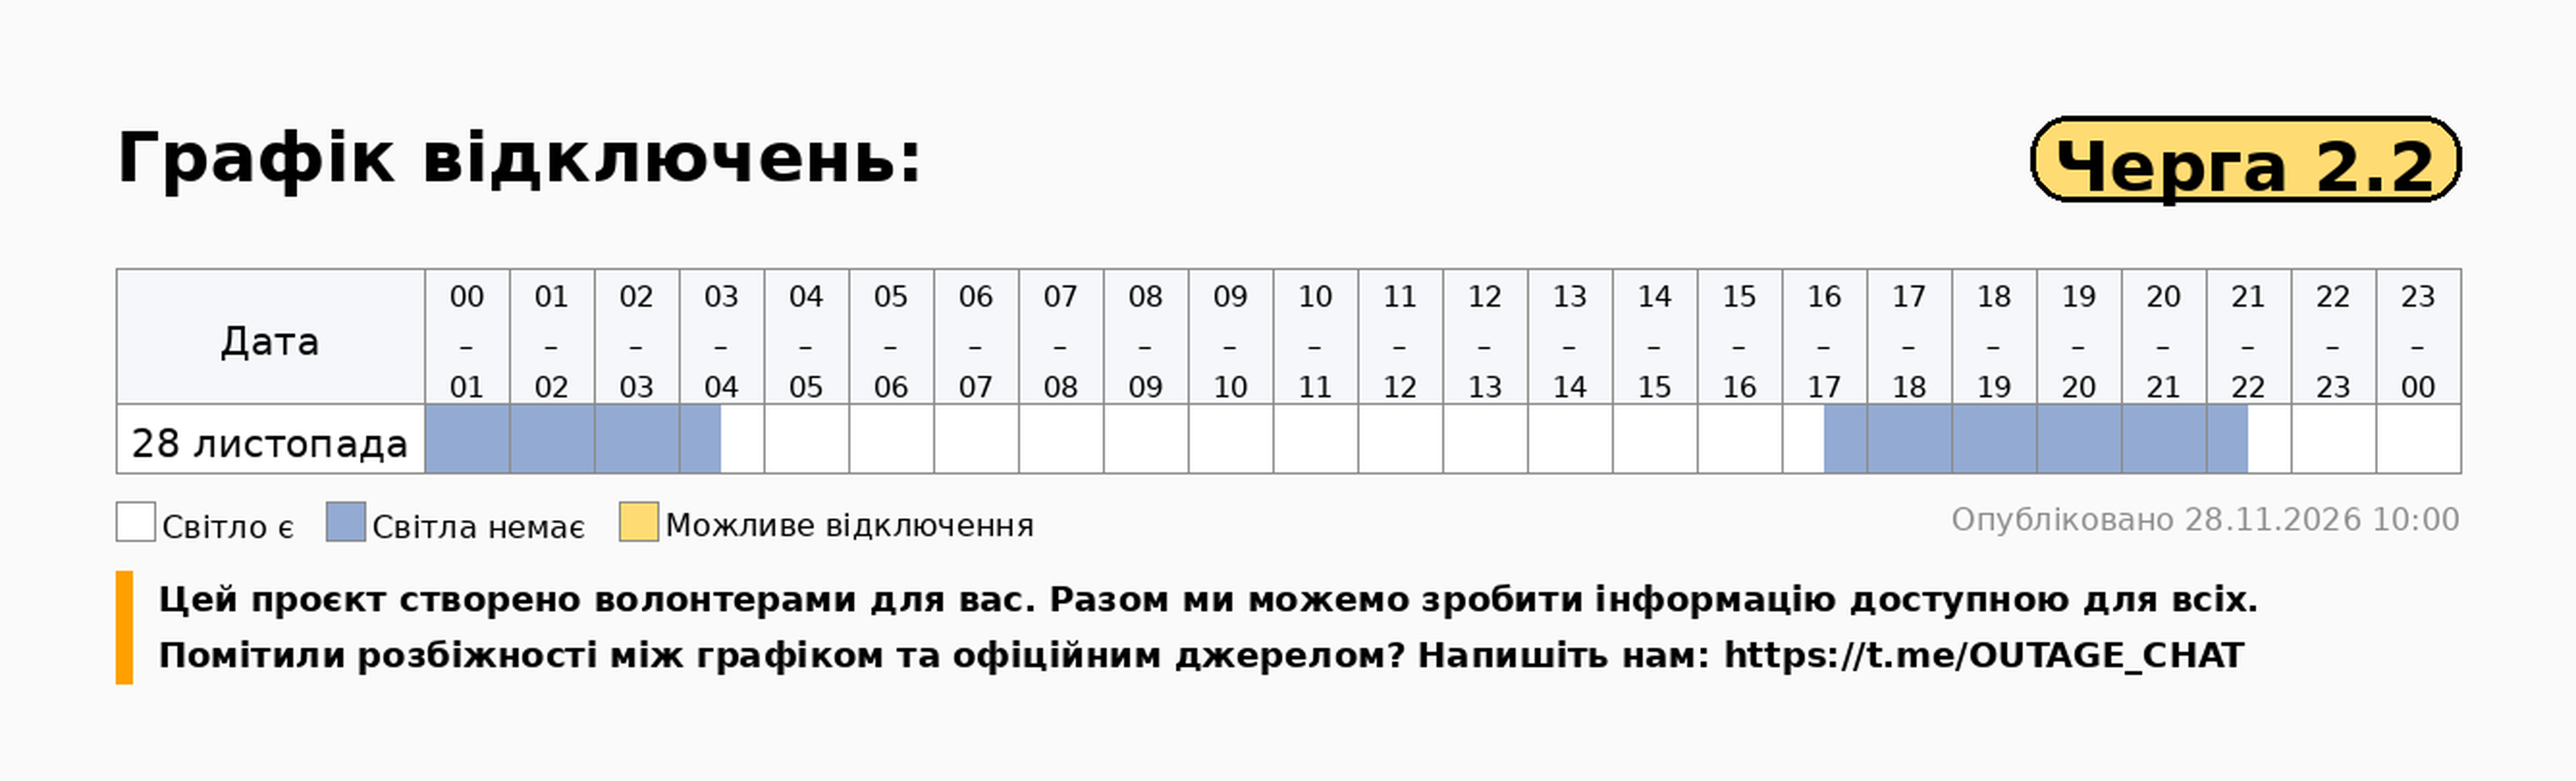 Графік відключень:
Черга 2.2
Дата
00 – 01
01 – 02
02 – 03
03 – 04
04 – 05
05 – 06
06 – 07
07 – 08
08 – 09
09 – 10
10 – 11
11 – 12
12 – 13
13 – 14
14 – 15
15 – 16
16 – 17
17 – 18
18 – 19
19 – 20
20 – 21
21 – 22
22 – 23
23 – 00
28 листопада
Світло є
Світла немає
Можливе відключення
Опубліковано 28.11.2026 10:00
Цей проєкт створено волонтерами для вас. Разом ми можемо зробити інформацію доступною для всіх.
Помітили розбіжності між графіком та офіційним джерелом? Напишіть нам: https://t.me/OUTAGE_CHAT